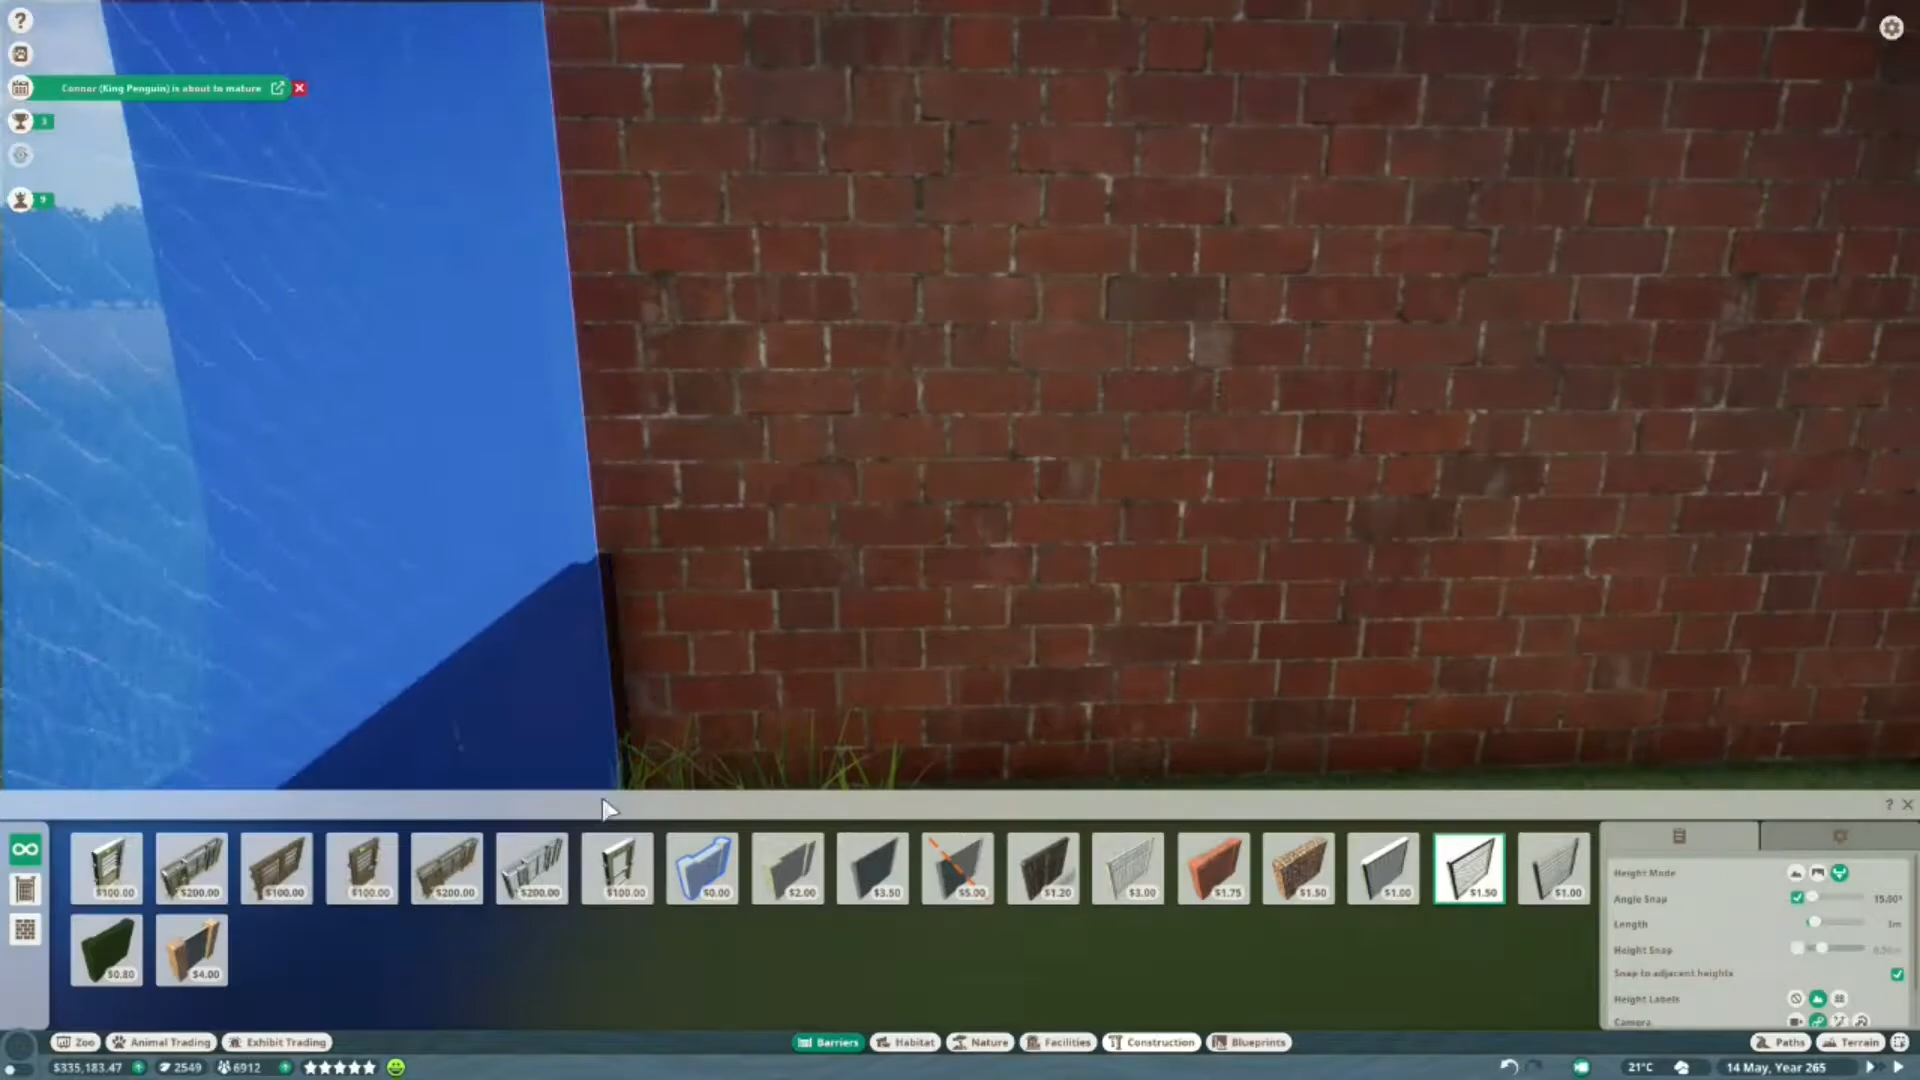 ?
Connor (King Penguin) is about to mature
3
9
? ×
$100.00 $200.00 $100.00 $100.00 $200.00 $200.00 $100.00 $0.00 $2.00 $3.50 $5.00 $1.20 $3.00 $1.75 $1.50 $1.00 $1.50 $1.00
$0.80 $4.00
Height Mode
Angle Snap 15.00°
Length 3m
Height Snap
Snap to adjacent heights
Height Labels
Camera
Zoo Animal Trading Exhibit Trading Barriers Habitat Nature Facilities Construction Blueprints Paths Terrain
$335,183.47 2549 6912 21°C 14 May, Year 265